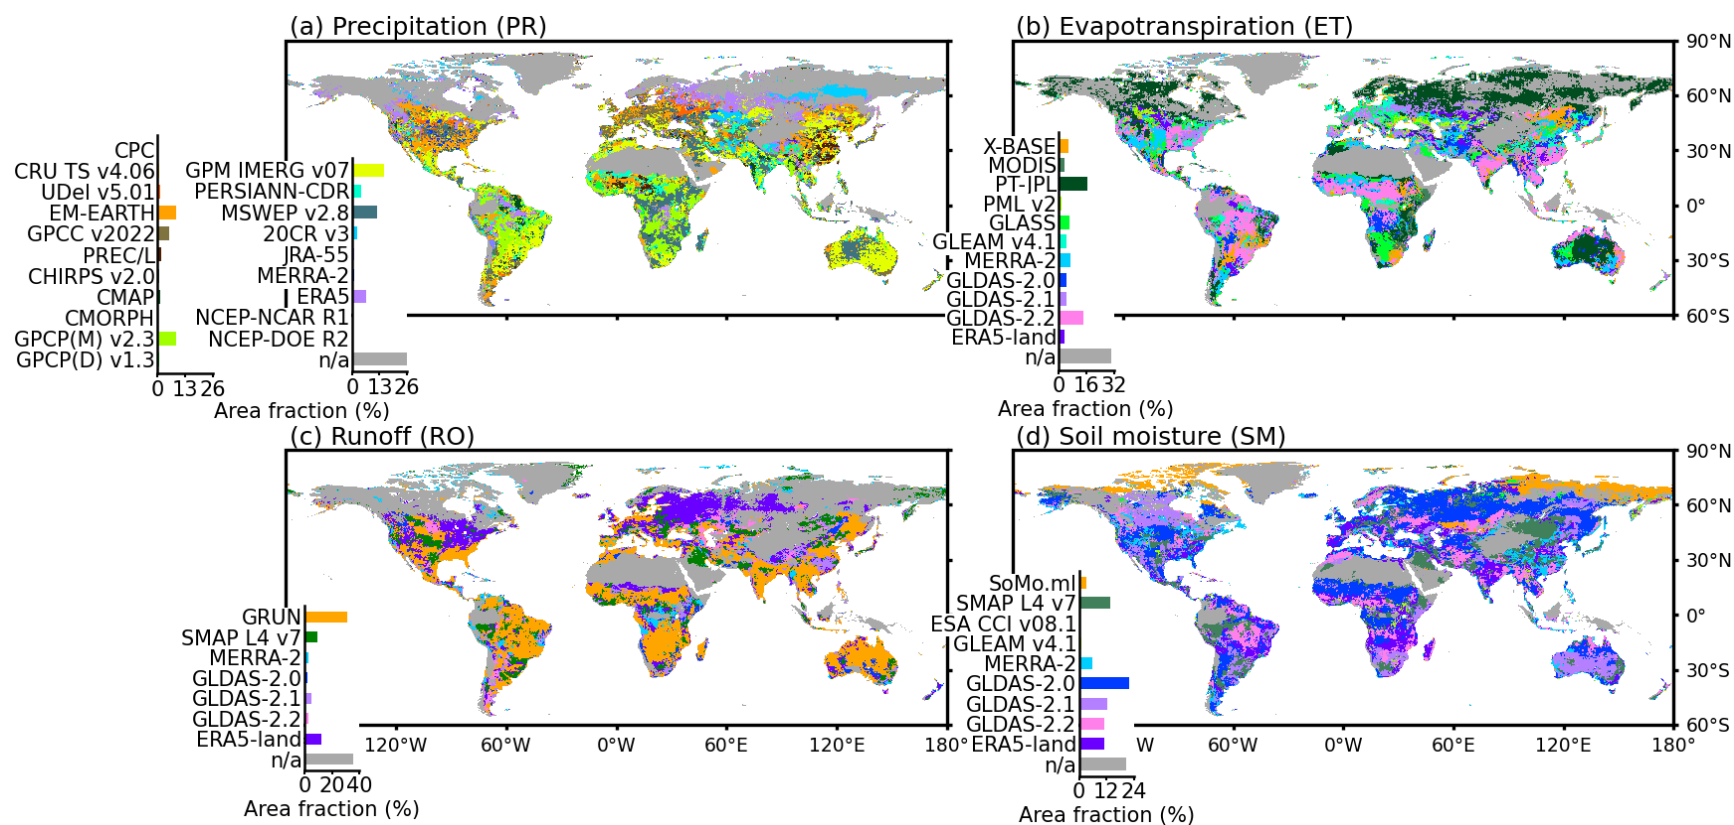 (a) Precipitation (PR)
CPC
CRU TS v4.06
UDel v5.01
EM-EARTH
GPCC v2022
PREC/L
CHIRPS v2.0
CMAP
CMORPH
GPCP(M) v2.3
GPCP(D) v1.3
0 13 26
GPM IMERG v07
PERSIANN-CDR
MSWEP v2.8
20CR v3
JRA-55
MERRA-2
ERA5
NCEP-NCAR R1
NCEP-DOE R2
n/a
0 13 26
Area fraction (%)
(b) Evapotranspiration (ET)
90°N
60°N
30°N
0°
30°S
60°S
X-BASE
MODIS
PT-JPL
PML v2
GLASS
GLEAM v4.1
MERRA-2
GLDAS-2.0
GLDAS-2.1
GLDAS-2.2
ERA5-land
n/a
0 16 32
Area fraction (%)
(c) Runoff (RO)
GRUN
SMAP L4 v7
MERRA-2
GLDAS-2.0
GLDAS-2.1
GLDAS-2.2
ERA5-land
n/a
0 20 40
Area fraction (%)
120°W 60°W 0°W 60°E 120°E 180°
(d) Soil moisture (SM)
90°N
60°N
30°N
0°
30°S
60°S
SoMo.ml
SMAP L4 v7
ESA CCI v08.1
GLEAM v4.1
MERRA-2
GLDAS-2.0
GLDAS-2.1
GLDAS-2.2
ERA5-land
n/a
0 12 24
Area fraction (%)
W 60°W 0°W 60°E 120°E 180°